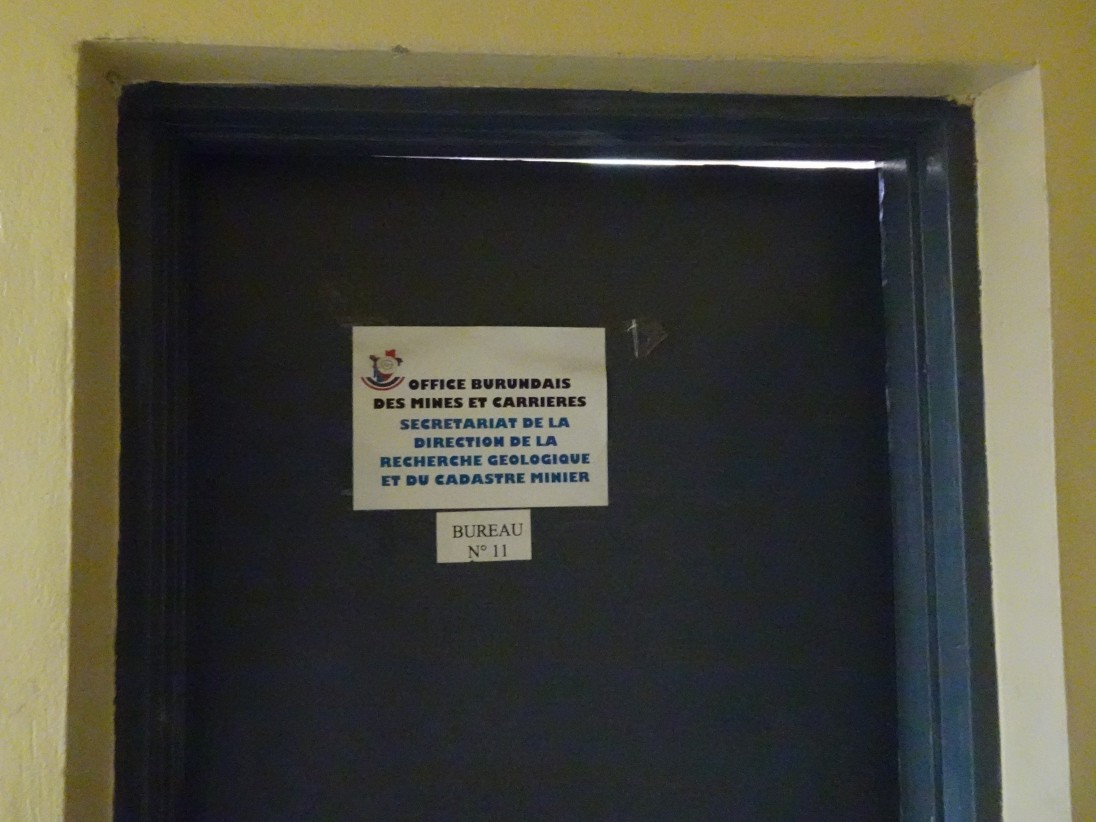 OFFICE BURUNDAIS
DES MINES ET CARRIERES
SECRETARIAT DE LA
DIRECTION DE LA
RECHERCHE GEOLOGIQUE
ET DU CADASTRE MINIER
BUREAU
N° 11